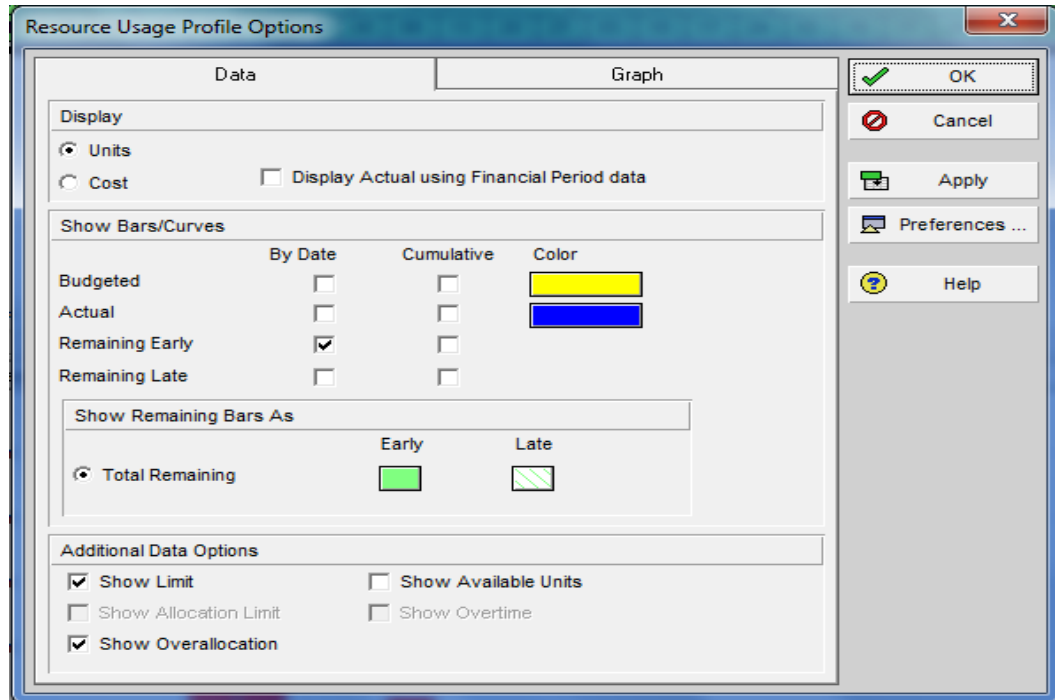 Resource Usage Profile Options
Data
Graph
OK
Cancel
Apply
Preferences ...
Help
Display
Units
Cost
Display Actual using Financial Period data
Show Bars/Curves
By Date Cumulative Color
Budgeted
Actual
Remaining Early
Remaining Late
Show Remaining Bars As
Early Late
Total Remaining
Additional Data Options
Show Limit Show Available Units
Show Allocation Limit Show Overtime
Show Overallocation